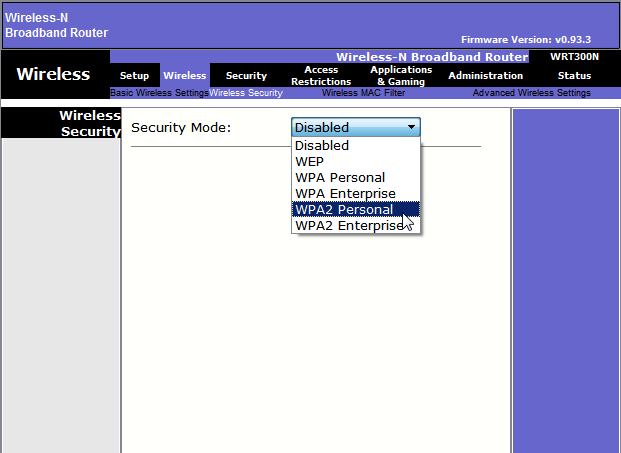 Wireless-N
Broadband Router
Firmware Version: v0.93.3
Wireless-N Broadband Router WRT300N
Wireless
Setup Wireless Security Access Restrictions Applications & Gaming Administration Status
Basic Wireless Settings Wireless Security Wireless MAC Filter Advanced Wireless Settings
Wireless
Security
Security Mode: Disabled
Disabled
WEP
WPA Personal
WPA Enterprise
WPA2 Personal
WPA2 Enterprise